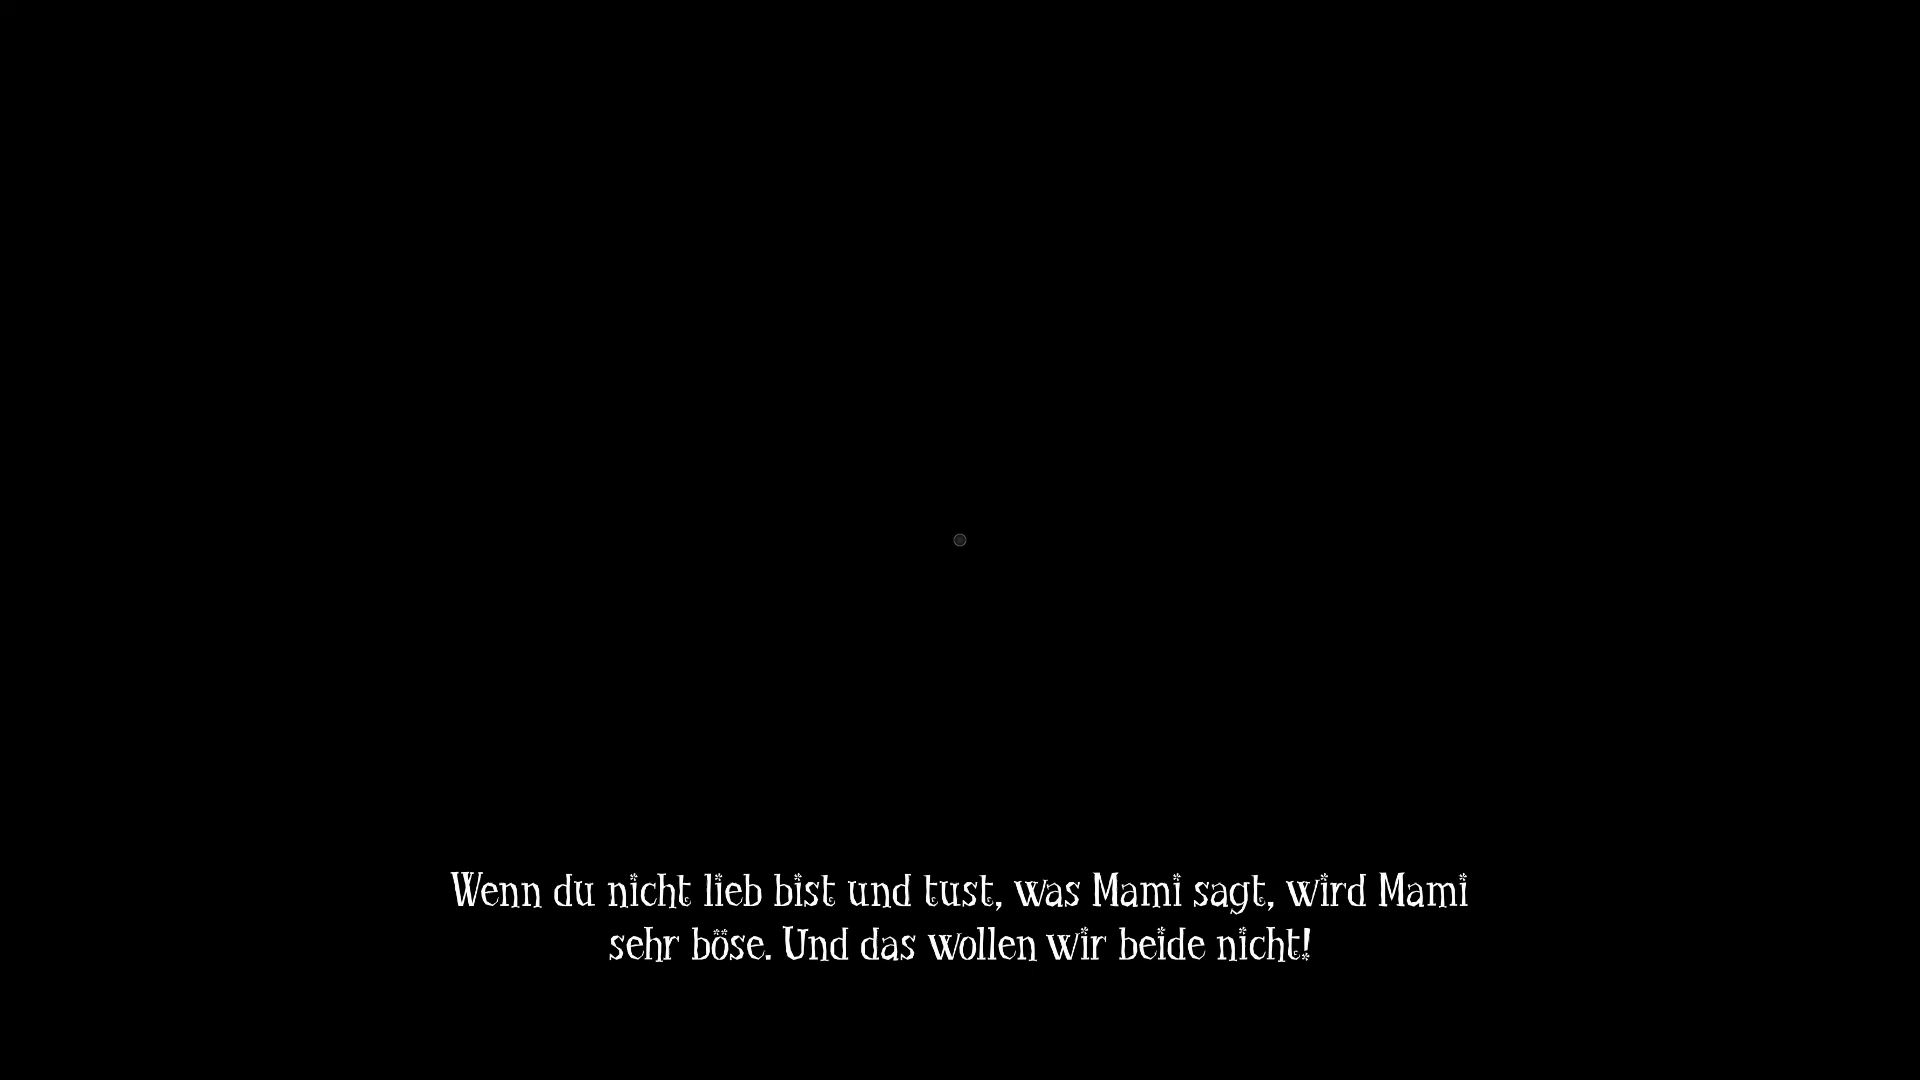 Wenn du nicht lieb bist und tust, was Mami sagt, wird Mami
sehr böse. Und das wollen wir beide nicht!